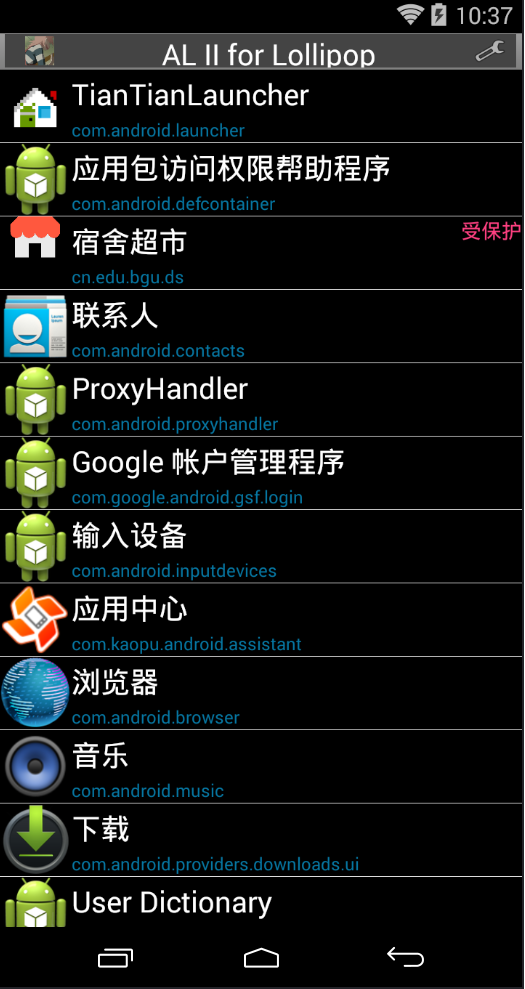 10:37
AL II for Lollipop
TianTianLauncher
com.android.launcher
应用包访问权限帮助程序
com.android.defcontainer
宿舍超市
受保护
cn.edu.bgu.ds
联系人
com.android.contacts
ProxyHandler
com.android.proxyhandler
Google 帐户管理程序
com.google.android.gsf.login
输入设备
com.android.inputdevices
应用中心
com.kaopu.android.assistant
浏览器
com.android.browser
音乐
com.android.music
下载
com.android.providers.downloads.ui
User Dictionary